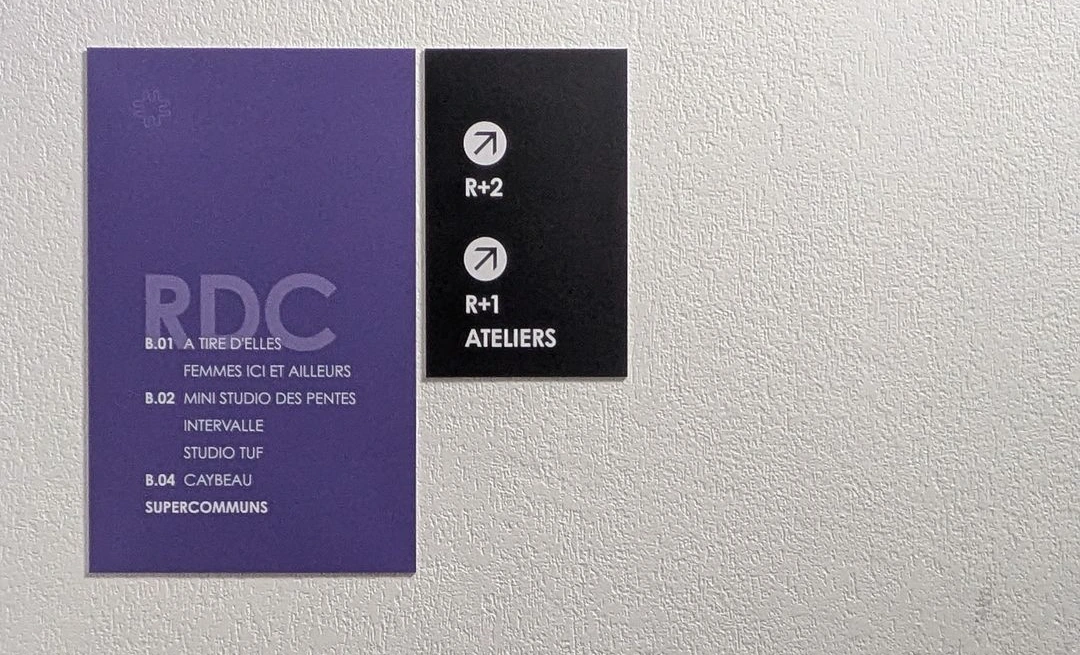 RDC
B.01 A TIRE D'ELLES
FEMMES ICI ET AILLEURS
B.02 MINI STUDIO DES PENTES
INTERVALLE
STUDIO TUF
B.04 CAYBEAU
SUPERCOMMUNS
R+2
R+1
ATELIERS